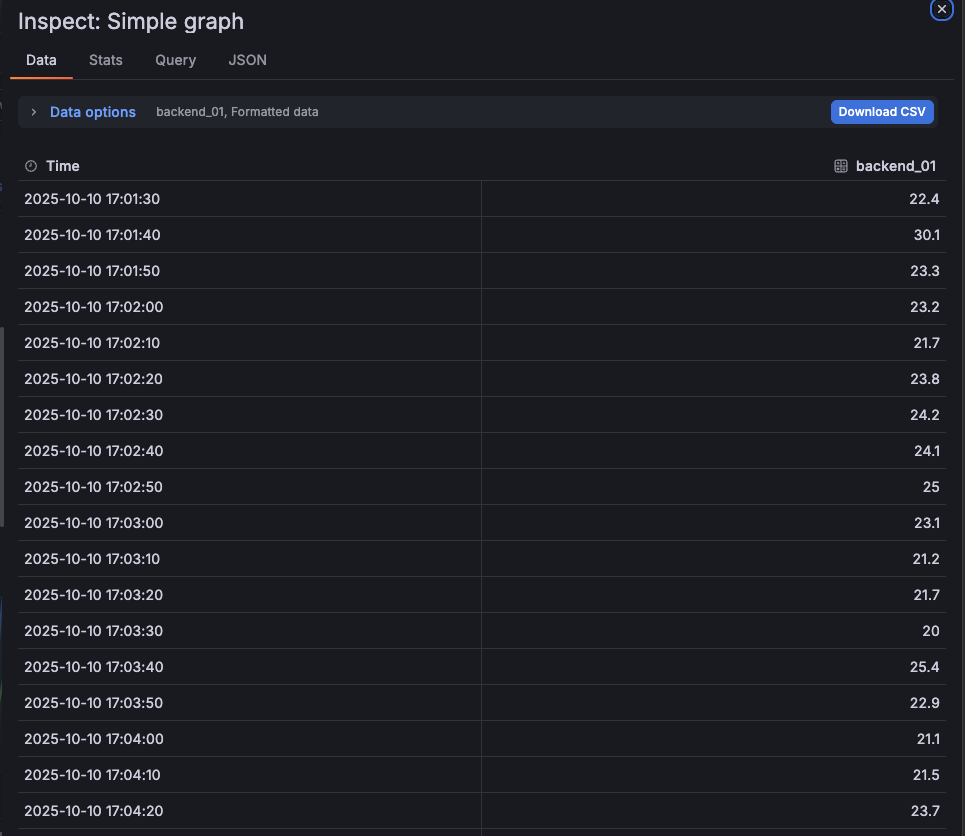 Inspect: Simple graph
Data Stats Query JSON
Data options backend_01, Formatted data Download CSV
Time backend_01
2025-10-10 17:01:30 22.4
2025-10-10 17:01:40 30.1
2025-10-10 17:01:50 23.3
2025-10-10 17:02:00 23.2
2025-10-10 17:02:10 21.7
2025-10-10 17:02:20 23.8
2025-10-10 17:02:30 24.2
2025-10-10 17:02:40 24.1
2025-10-10 17:02:50 25
2025-10-10 17:03:00 23.1
2025-10-10 17:03:10 21.2
2025-10-10 17:03:20 21.7
2025-10-10 17:03:30 20
2025-10-10 17:03:40 25.4
2025-10-10 17:03:50 22.9
2025-10-10 17:04:00 21.1
2025-10-10 17:04:10 21.5
2025-10-10 17:04:20 23.7